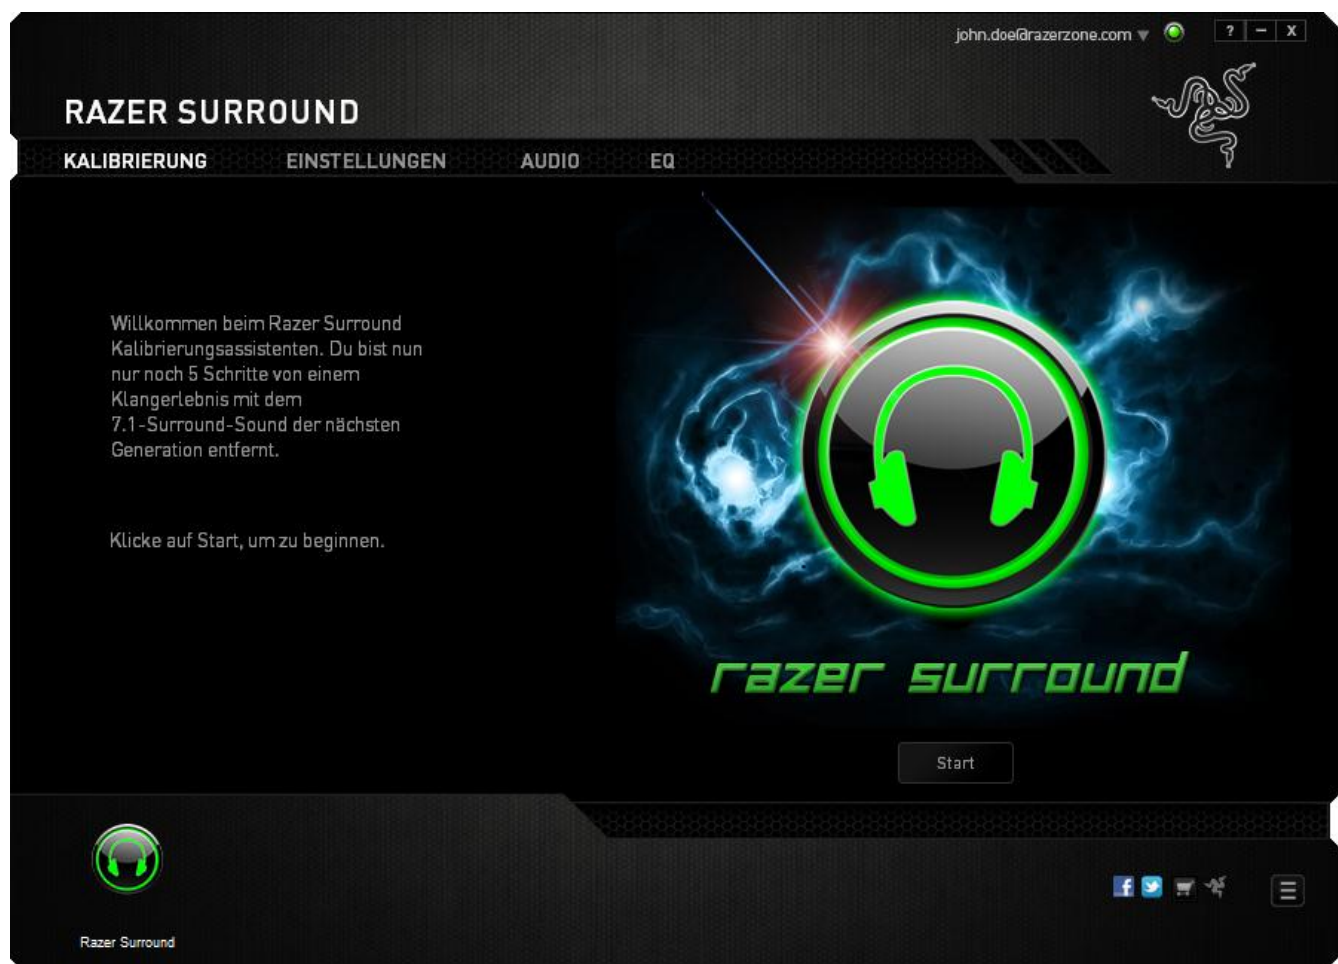 john.doe@razerzone.com
? – X
RAZER SURROUND
KALIBRIERUNG EINSTELLUNGEN AUDIO EQ
Willkommen beim Razer Surround
Kalibrierungsassistenten. Du bist nun
nur noch 5 Schritte von einem
Klangerlebnis mit dem
7.1-Surround-Sound der nächsten
Generation entfernt.
Klicke auf Start, um zu beginnen.
razer surround
Start
Razer Surround